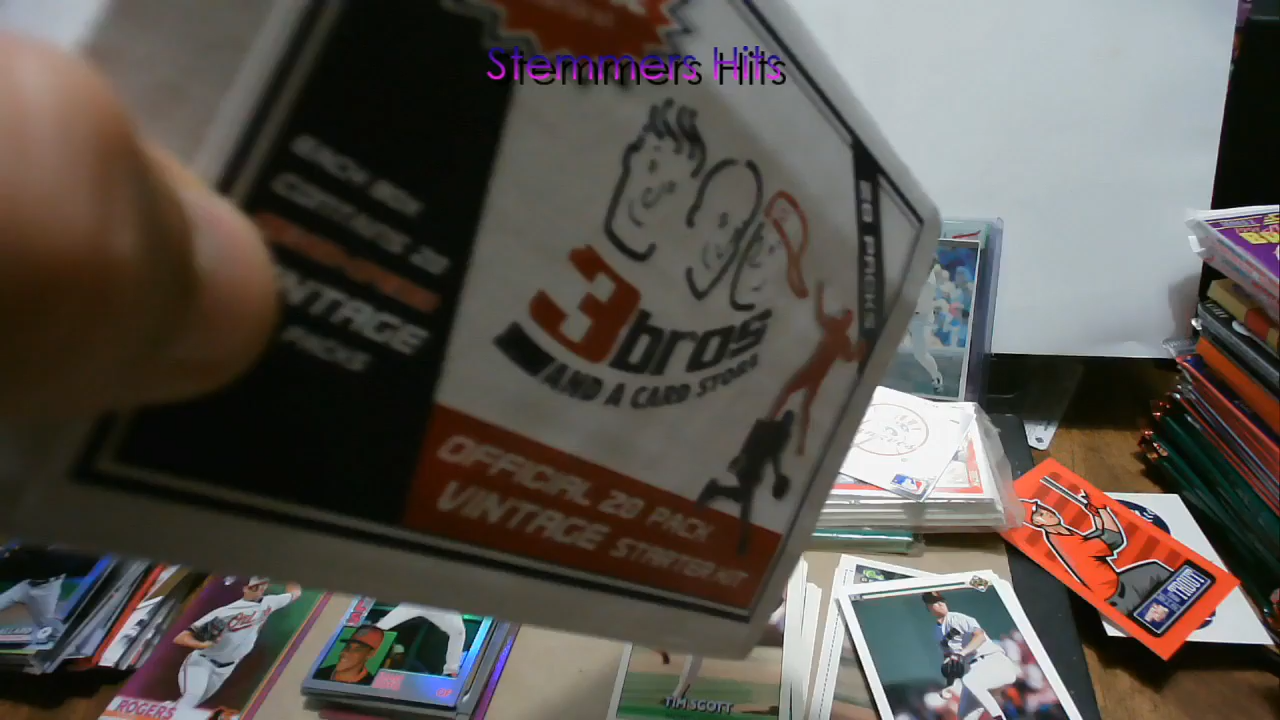 Stemmers Hits
EACH BOX
CONTAINS 20
VINTAGE
PACKS
3bros
AND A CARD STORE
20 PACKS
OFFICIAL 20 PACK
VINTAGE STARTER KIT
ROGERS
TIM SCOTT
TROUT